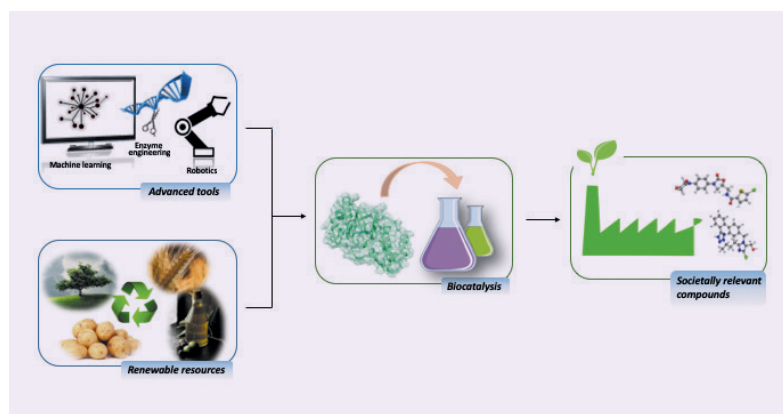 Machine learning
Enzyme
engineering
Robotics
Advanced tools
Renewable resources
Biocatalysis
Societally relevant
compounds